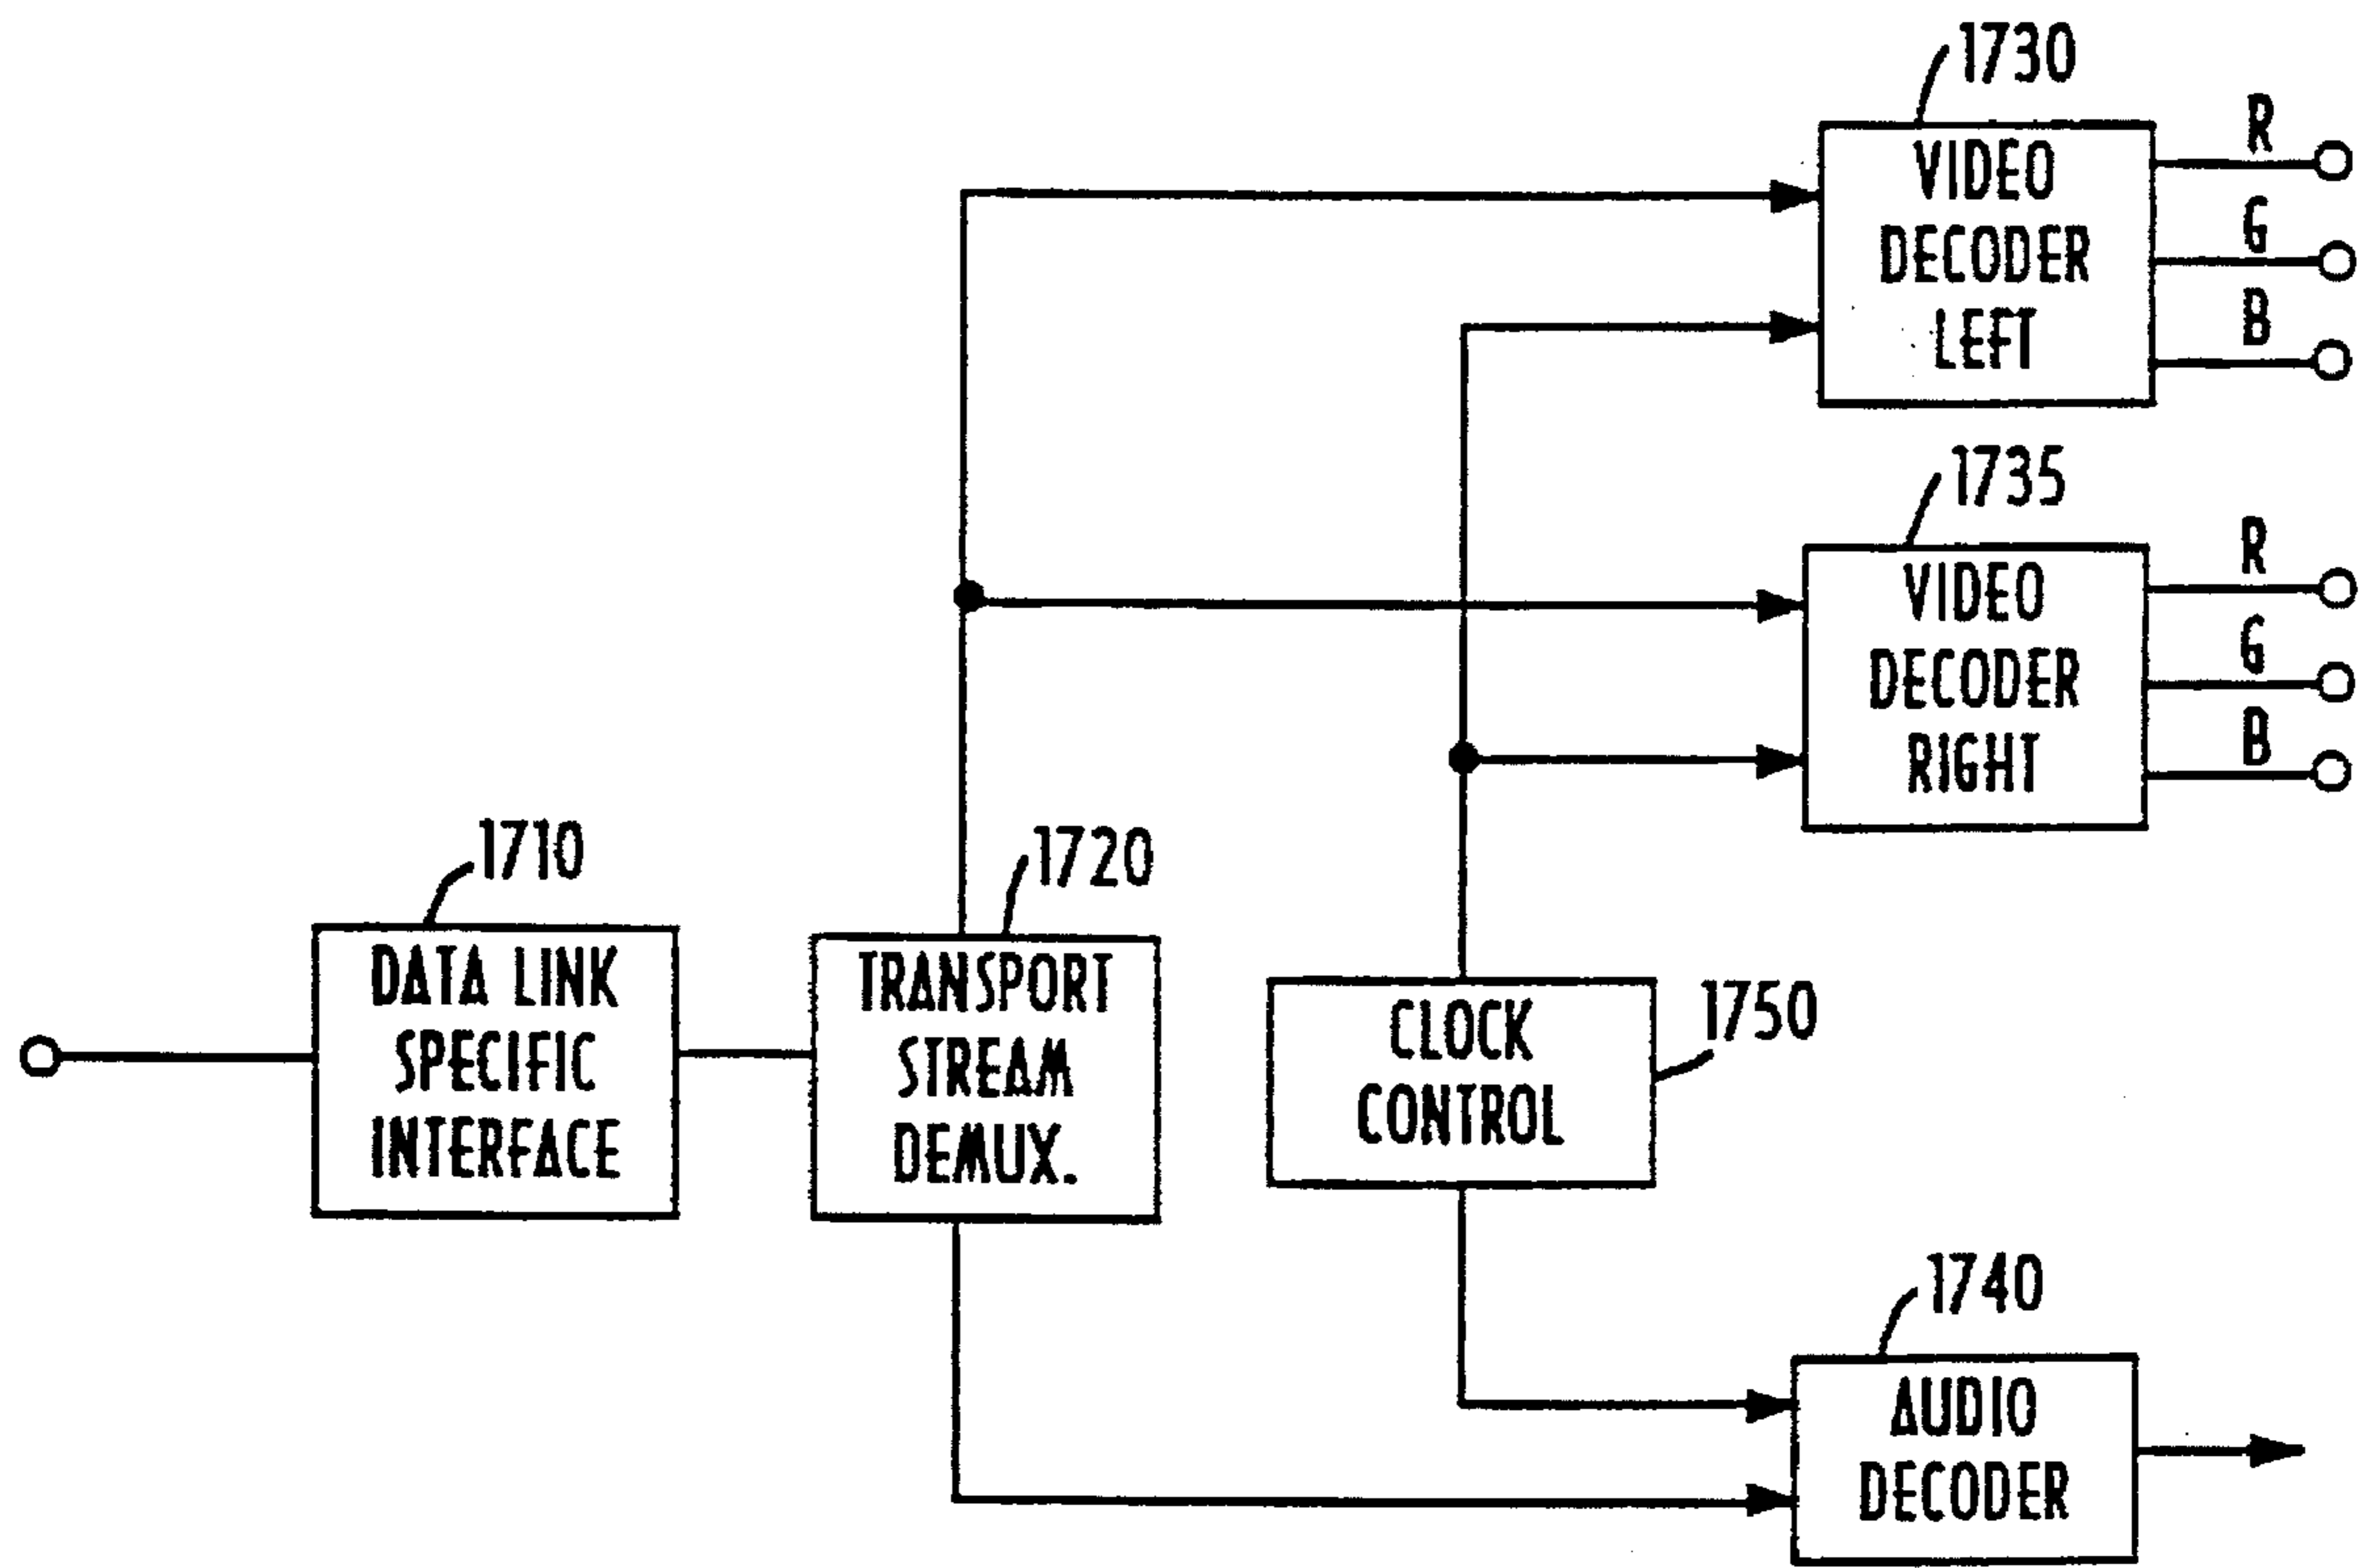 1730
VIDEO
DECODER
LEFT
R
G
B
1735
VIDEO
DECODER
RIGHT
R
G
B
1710
DATA LINK
SPECIFIC
INTERFACE
1720
TRANSPORT
STREAM
DEMUX.
CLOCK
CONTROL
1750
1740
AUDIO
DECODER